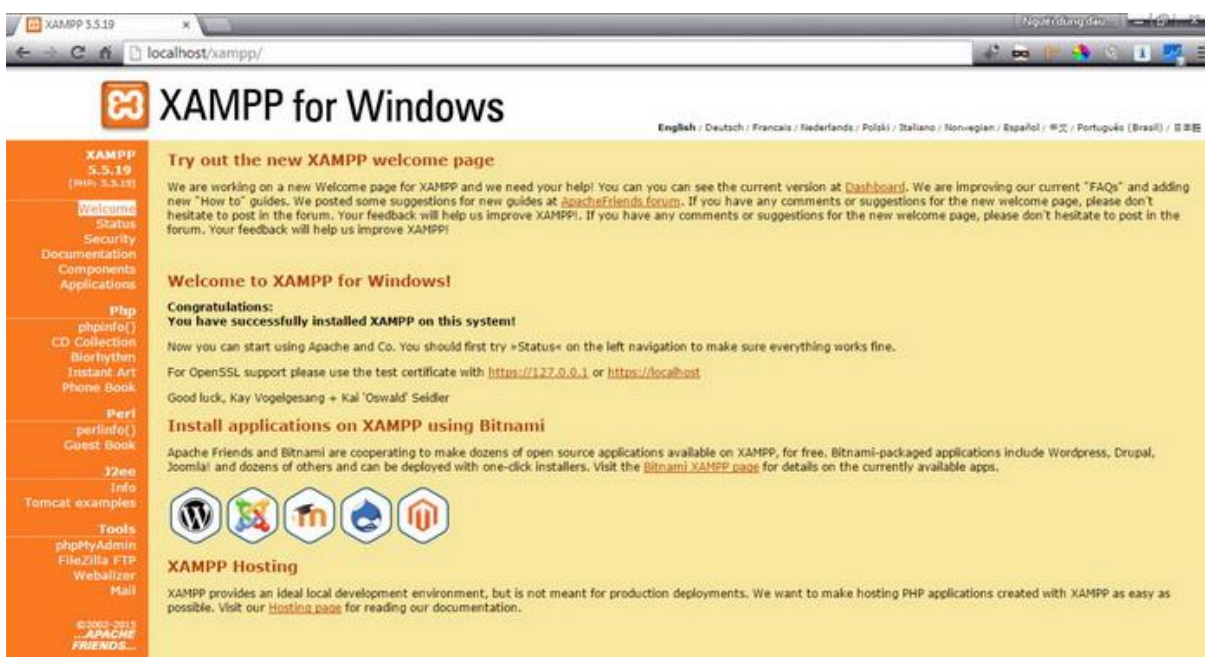 XAMPP 5.5.19
Người dùng đầu...
localhost/xampp/
XAMPP for Windows
English / Deutsch / Francais / Nederlands / Polski / Italiano / Norwegian / Español / 中文 / Português (Brasil) / 日本語
XAMPP
5.5.19
[PHP: 5.5.19]
Welcome
Status
Security
Documentation
Components
Applications
Php
phpinfo()
CD Collection
Biorhythm
Instant Art
Phone Book
Perl
perlinfo()
Guest Book
J2ee
Info
Tomcat examples
Tools
phpMyAdmin
FileZilla FTP
Webalizer
Mail
©2002-2015
...APACHE
FRIENDS...
Try out the new XAMPP welcome page
We are working on a new Welcome page for XAMPP and we need your help! You can you can see the current version at Dashboard. We are improving our current "FAQs" and adding
new "How to" guides. We posted some suggestions for new guides at ApacheFriends forum. If you have any comments or suggestions for the new welcome page, please don't
hesitate to post in the forum. Your feedback will help us improve XAMPP!. If you have any comments or suggestions for the new welcome page, please don't hesitate to post in the
forum. Your feedback will help us improve XAMPP!
Welcome to XAMPP for Windows!
Congratulations:
You have successfully installed XAMPP on this system!
Now you can start using Apache and Co. You should first try »Status« on the left navigation to make sure everything works fine.
For OpenSSL support please use the test certificate with https://127.0.0.1 or https://localhost
Good luck, Kay Vogelgesang + Kai 'Oswald' Seidler
Install applications on XAMPP using Bitnami
Apache Friends and Bitnami are cooperating to make dozens of open source applications available on XAMPP, for free. Bitnami-packaged applications include Wordpress, Drupal,
Joomla! and dozens of others and can be deployed with one-click installers. Visit the Bitnami XAMPP page for details on the currently available apps.
XAMPP Hosting
XAMPP provides an ideal local development environment, but is not meant for production deployments. We want to make hosting PHP applications created with XAMPP as easy as
possible. Visit our Hosting page for reading our documentation.